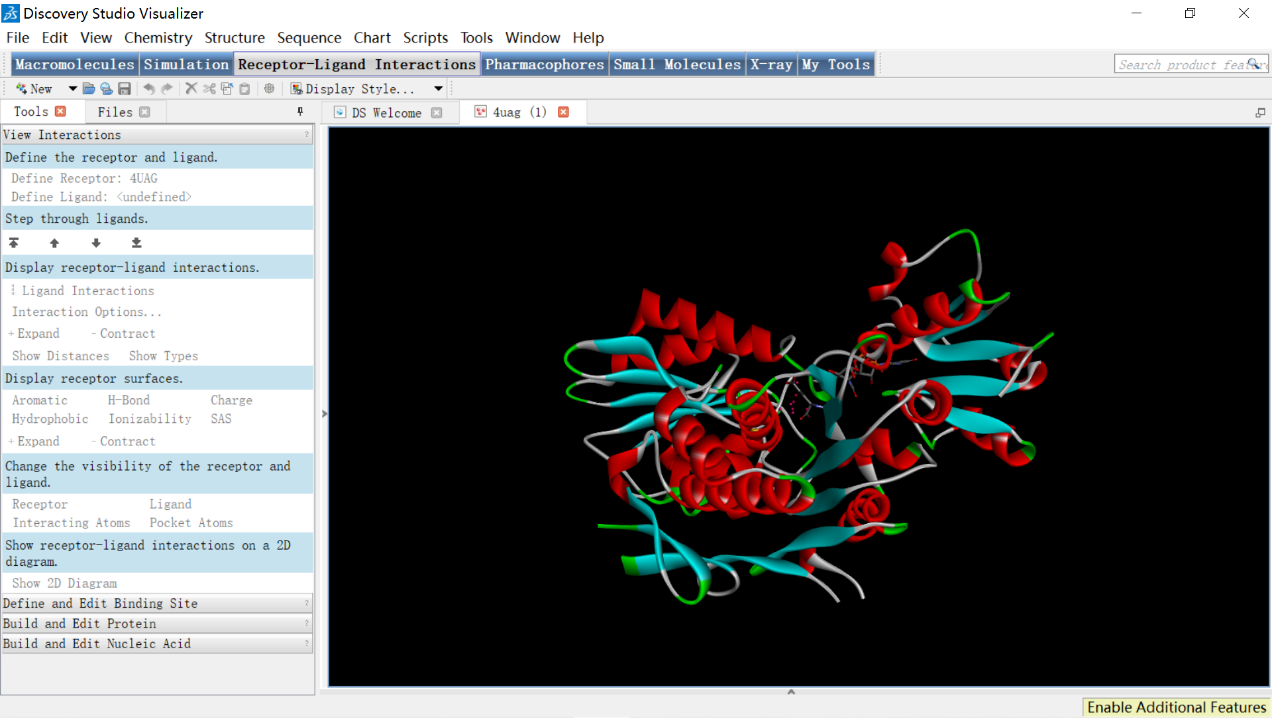 Discovery Studio Visualizer
File Edit View Chemistry Structure Sequence Chart Scripts Tools Window Help
Macromolecules Simulation Receptor-Ligand Interactions Pharmacophores Small Molecules X-ray My Tools
Search product
New Display Style...
Tools Files DS Welcome 4uag (1)
View Interactions ?
Define the receptor and ligand.
Define Receptor: 4UAG
Define Ligand: <undefined>
Step through ligands.
Display receptor-ligand interactions.
Ligand Interactions
Interaction Options...
+Expand -Contract
Show Distances Show Types
Display receptor surfaces.
Aromatic H-Bond Charge
Hydrophobic Ionizability SAS
+Expand -Contract
Change the visibility of the receptor and
ligand.
Receptor Ligand
Interacting Atoms Pocket Atoms
Show receptor-ligand interactions on a 2D
diagram.
Show 2D Diagram
Define and Edit Binding Site ?
Build and Edit Protein ?
Build and Edit Nucleic Acid ?
Enable Additional Features